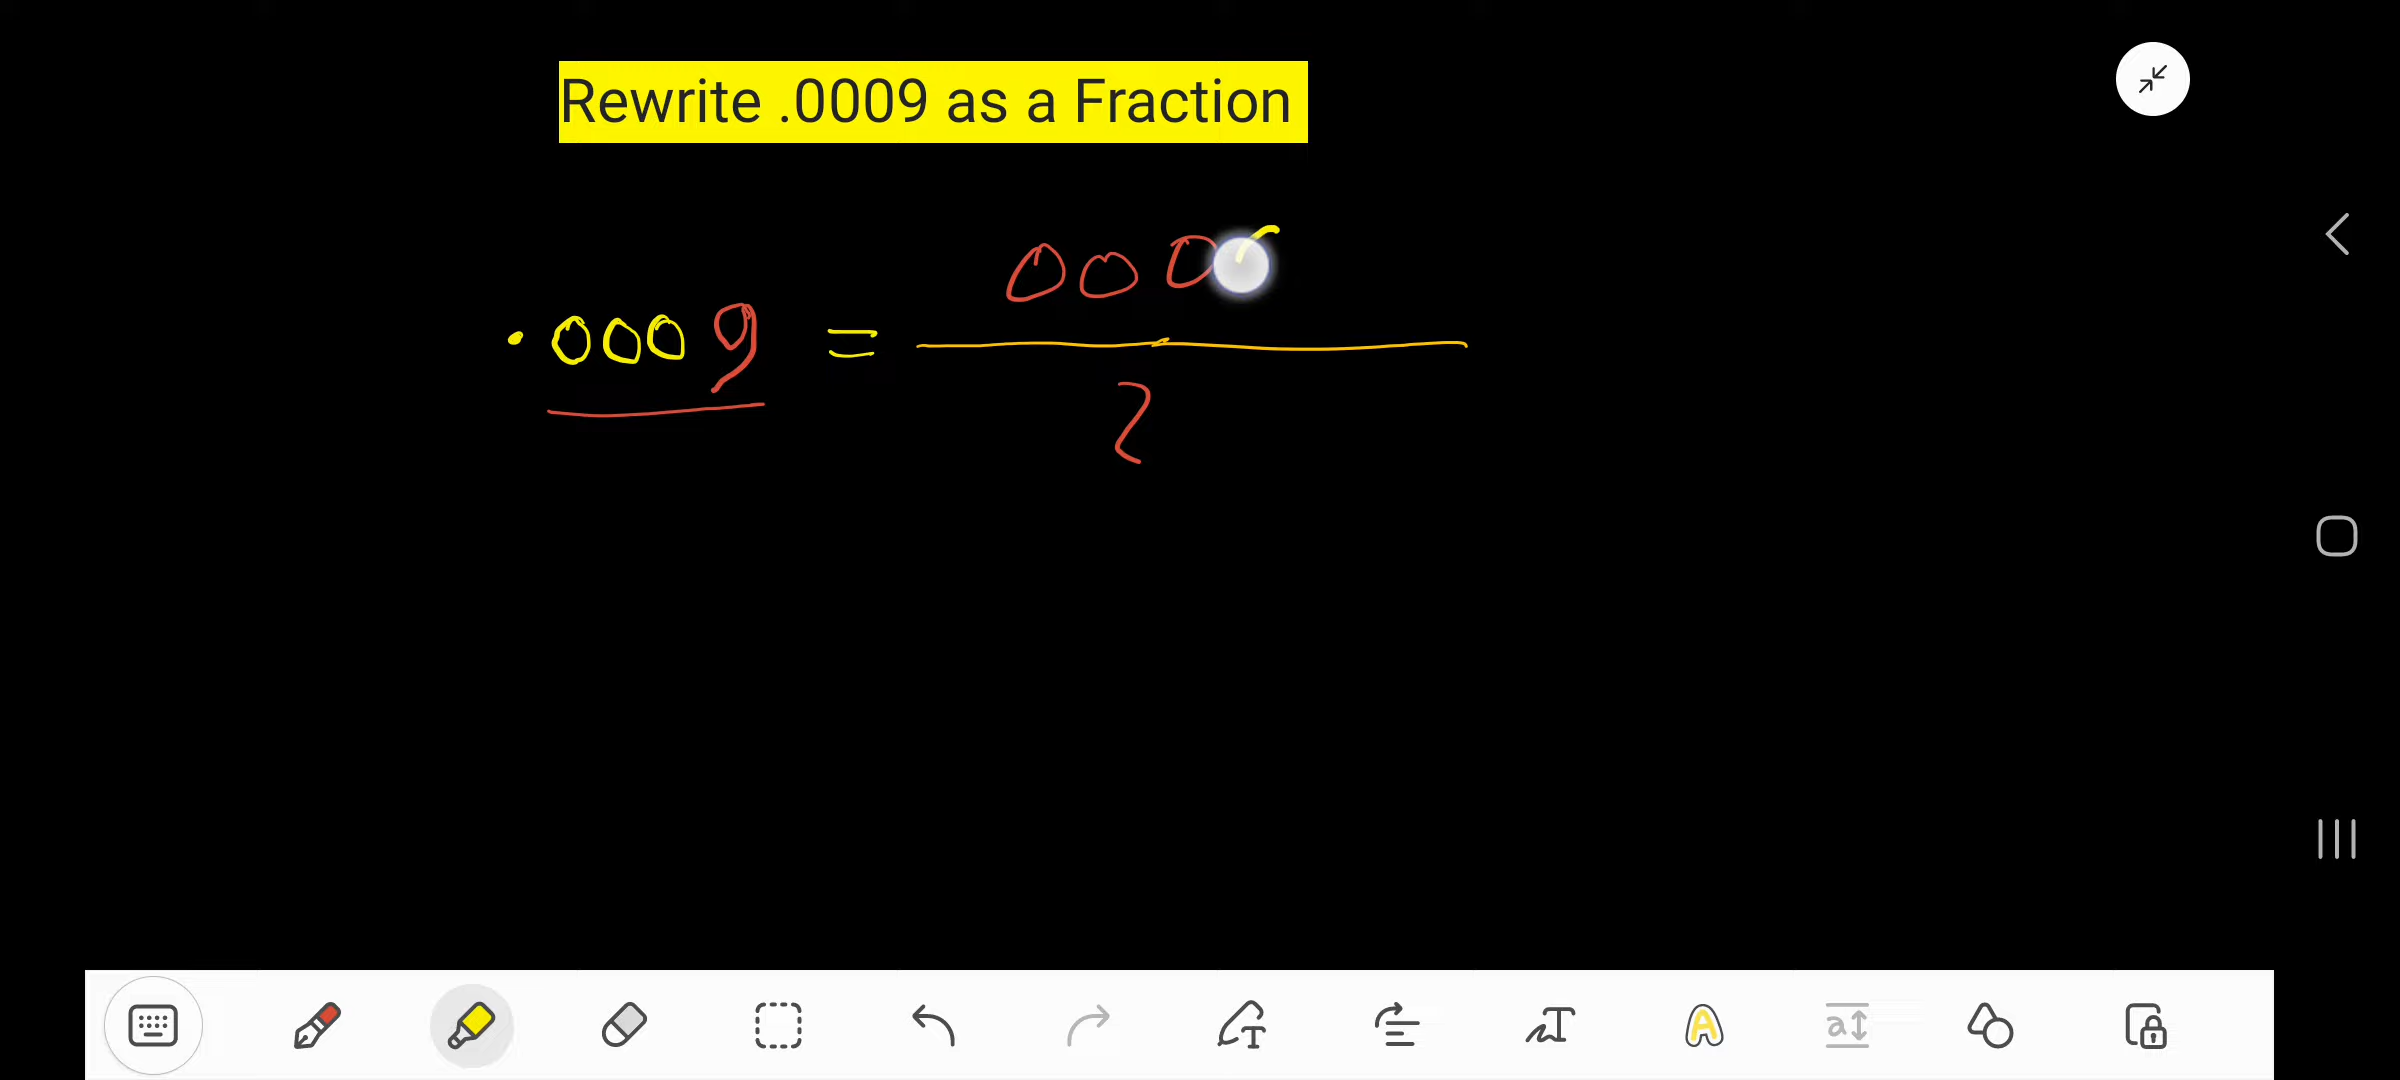 Rewrite .0009 as a Fraction
000
.0009 =
2